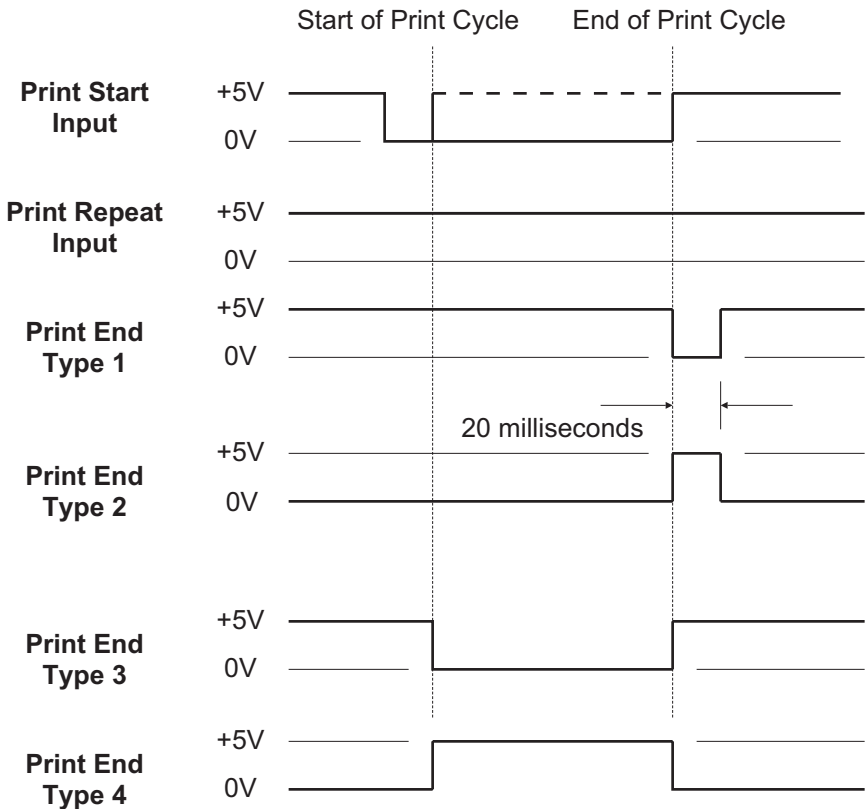 Start of Print Cycle
End of Print Cycle
Print Start
Input
+5V
0V
Print Repeat
Input
+5V
0V
Print End
Type 1
+5V
0V
20 milliseconds
Print End
Type 2
+5V
0V
Print End
Type 3
+5V
0V
Print End
Type 4
+5V
0V